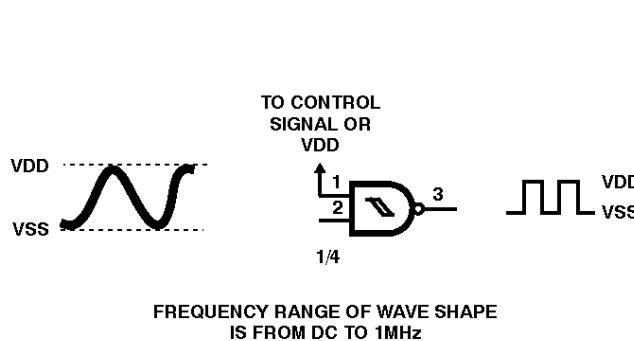 TO CONTROL
SIGNAL OR
VDD
VDD
VSS
1
2
3
1/4
VDD
VSS
FREQUENCY RANGE OF WAVE SHAPE
IS FROM DC TO 1MHz